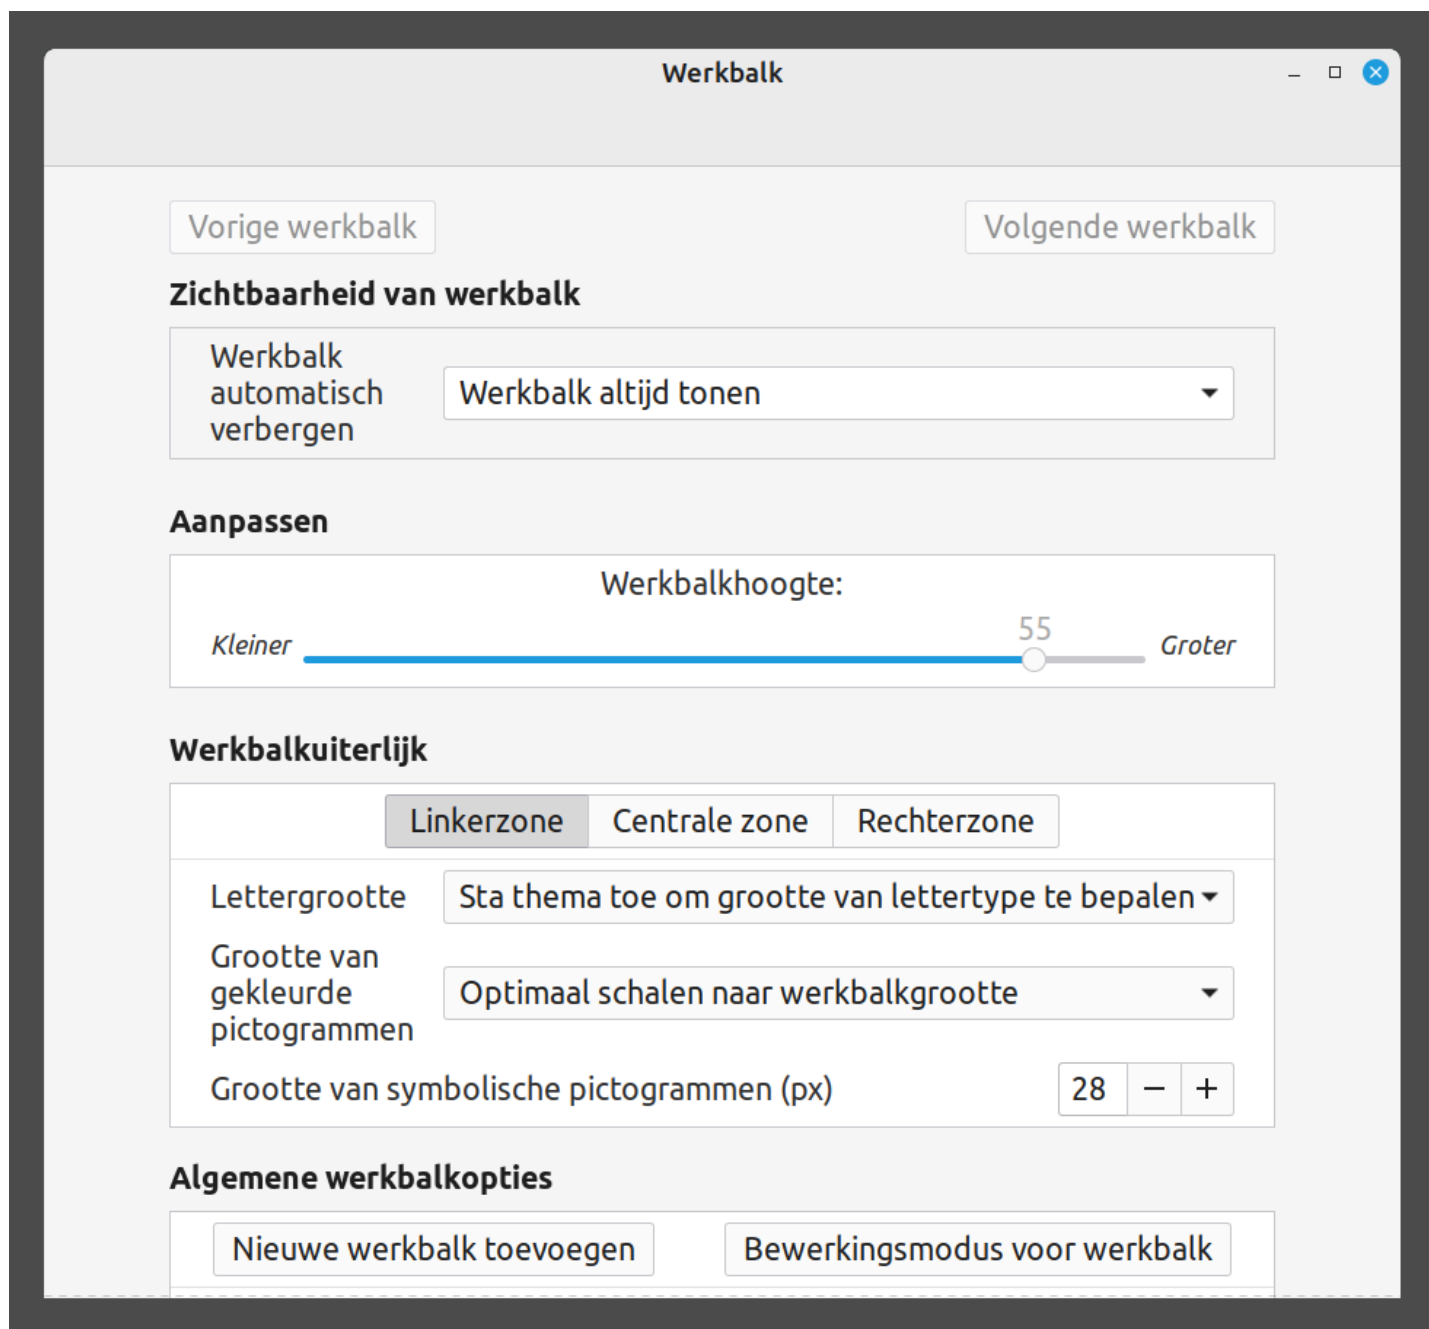 Werkbalk
Vorige werkbalk
Volgende werkbalk
Zichtbaarheid van werkbalk
Werkbalk
automatisch
verbergen
Werkbalk altijd tonen
Aanpassen
Werkbalkhoogte:
55
Kleiner
Groter
Werkbalkuiterlijk
Linkerzone
Centrale zone
Rechterzone
Lettergrootte
Sta thema toe om grootte van lettertype te bepalen
Grootte van
gekleurde
pictogrammen
Optimaal schalen naar werkbalkgrootte
Grootte van symbolische pictogrammen (px)
28
Algemene werkbalkopties
Nieuwe werkbalk toevoegen
Bewerkingsmodus voor werkbalk